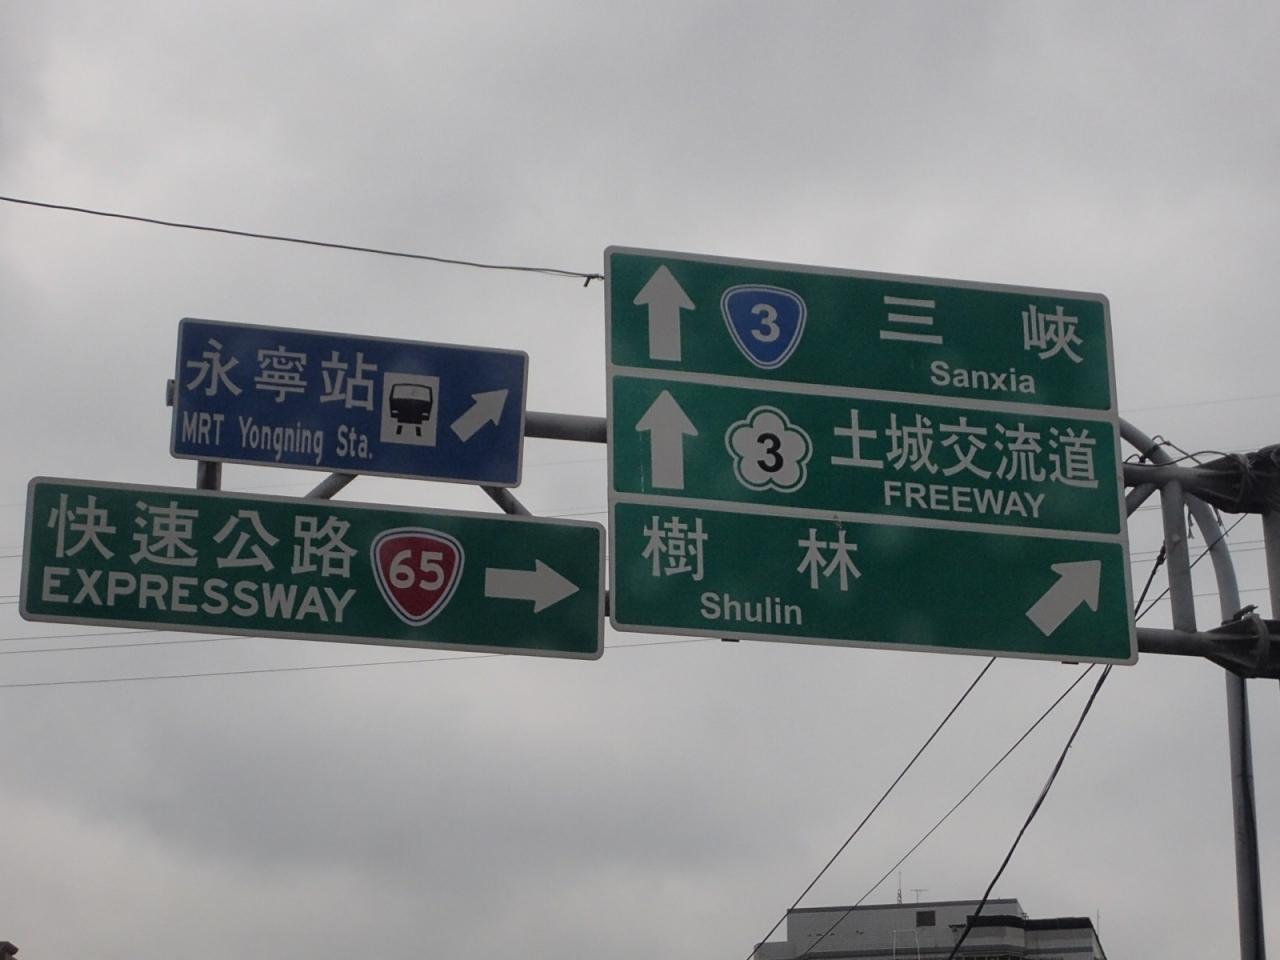 永寧站
MRT Yongning Sta.
快速公路 65
EXPRESSWAY
3 三峽
Sanxia
3 土城交流道
FREEWAY
樹林
Shulin